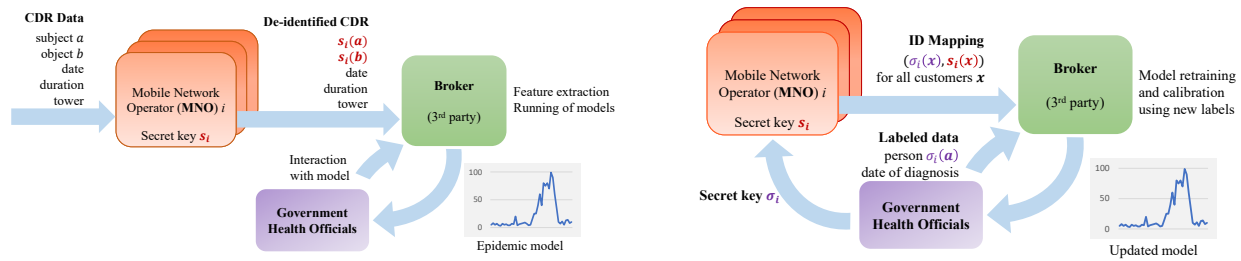 CDR Data
subject a
object b
date
duration
tower
Mobile Network
Operator (MNO) i
Secret key sᵢ
De-identified CDR
sᵢ(a)
sᵢ(b)
date
duration
tower
Broker
(3rd party)
Feature extraction
Running of models
Interaction
with model
Government
Health Officials
100
50
0
Epidemic model
Mobile Network
Operator (MNO) i
Secret key sᵢ
ID Mapping
(σᵢ(x), sᵢ(x))
for all customers x
Broker
(3rd party)
Model retraining
and calibration
using new labels
Labeled data
person σᵢ(a)
date of diagnosis
Secret key σᵢ
Government
Health Officials
100
50
0
Updated model